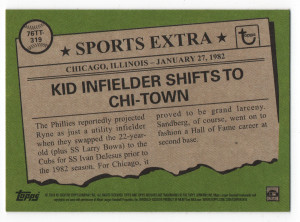 76TT
319
SPORTS EXTRA
CHICAGO, ILLINOIS — JANUARY 27, 1982
KID INFIELDER SHIFTS TO
CHI-TOWN
The Phillies reportedly projected
Ryne as just a utility infielder
when they swapped the 22-year-
old (plus SS Larry Bowa) to the
Cubs for SS Ivan DeJesus prior to
the 1982 season. For Chicago, it
proved to be grand larceny.
Sandberg, of course, went on to
fashion a Hall of Fame career at
second base.
Topps